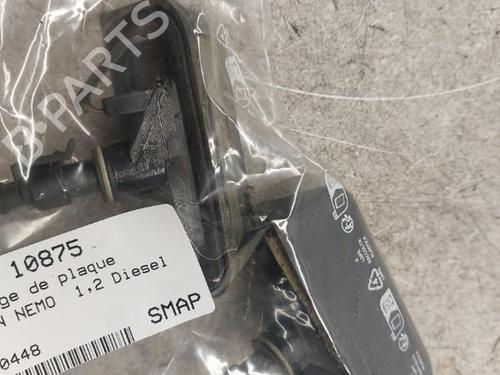 B-PARTS
10875
ge de plaque
N NEMO 1,2 Diesel
SMAP
0448